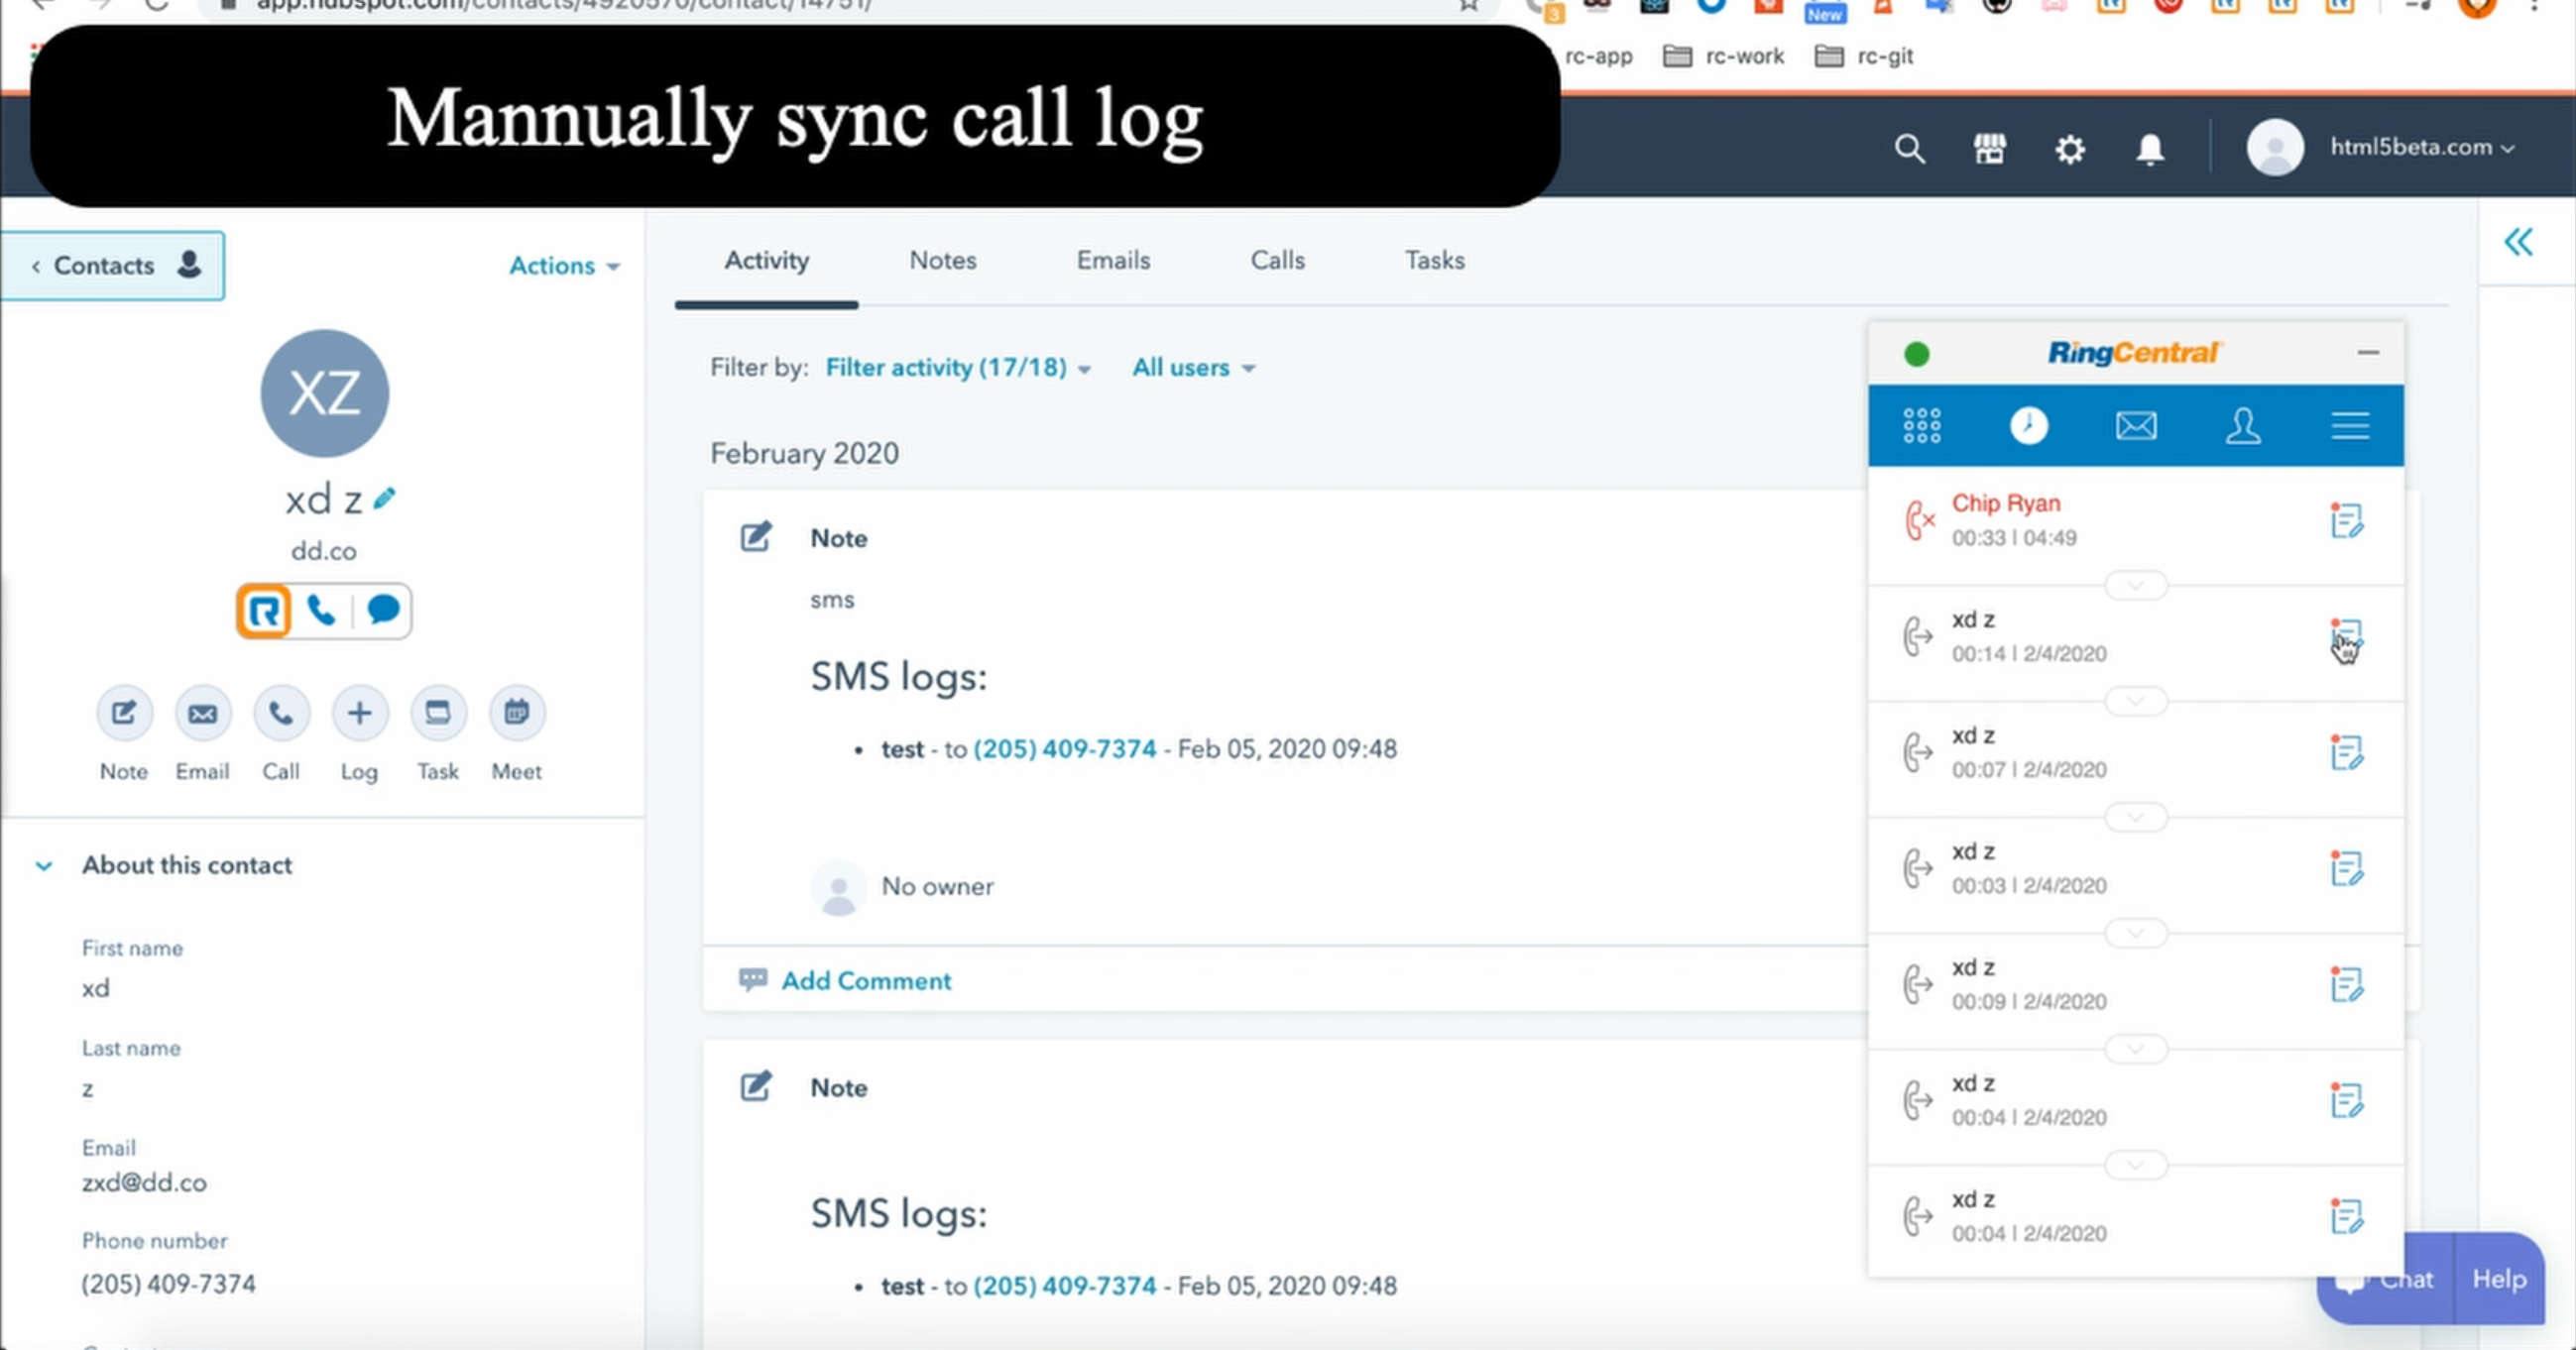 app.hubspot.com/contacts/4920570/contact/14751/
3
New
rc-app
rc-work
rc-git
Mannually sync call log
html5beta.com
Contacts
Actions
Activity
Notes
Emails
Calls
Tasks
XZ
xd z
dd.co
Note
Email
Call
Log
Task
Meet
About this contact
First name
xd
Last name
z
Email
zxd@dd.co
Phone number
(205) 409-7374
Filter by: Filter activity (17/18) All users
February 2020
Note
sms
SMS logs:
• test - to (205) 409-7374 - Feb 05, 2020 09:48
No owner
Add Comment
Note
SMS logs:
• test - to (205) 409-7374 - Feb 05, 2020 09:48
RingCentral
Chip Ryan
00:33 | 04:49
xd z
00:14 | 2/4/2020
xd z
00:07 | 2/4/2020
xd z
00:03 | 2/4/2020
xd z
00:09 | 2/4/2020
xd z
00:04 | 2/4/2020
xd z
00:04 | 2/4/2020
Chat
Help